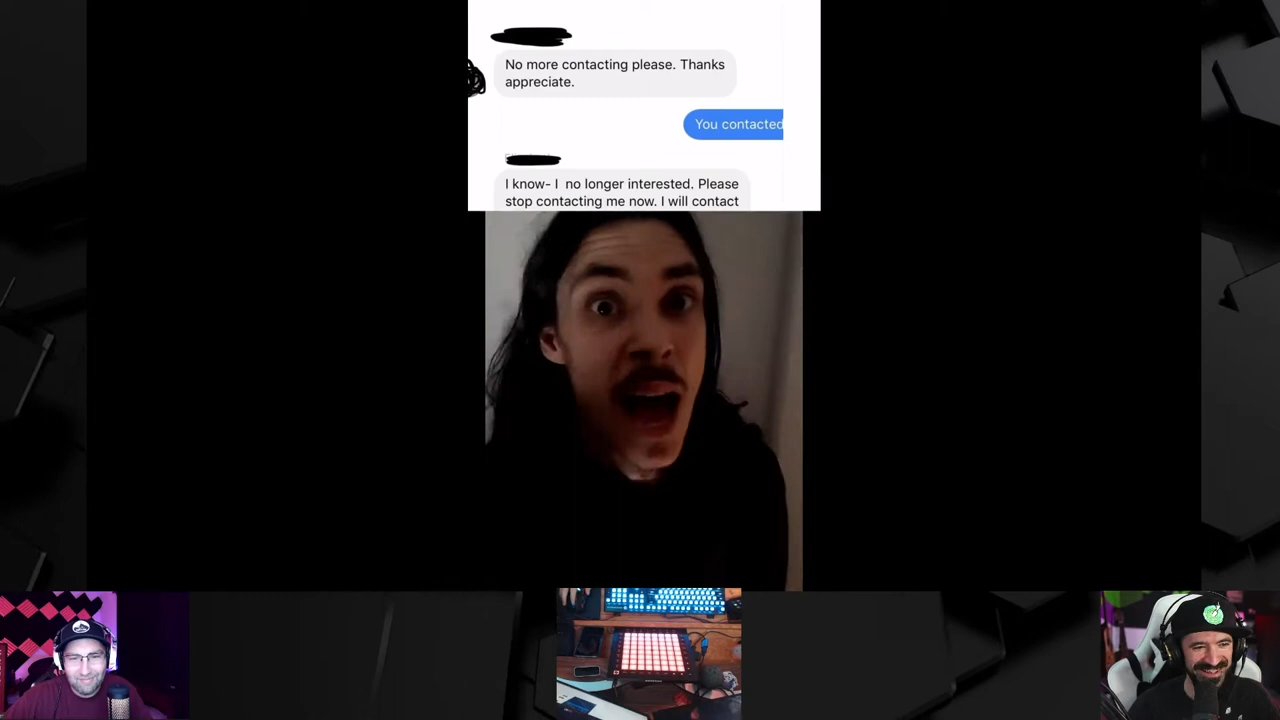 No more contacting please. Thanks
appreciate.
You contacted
I know- I no longer interested. Please
stop contacting me now. I will contact